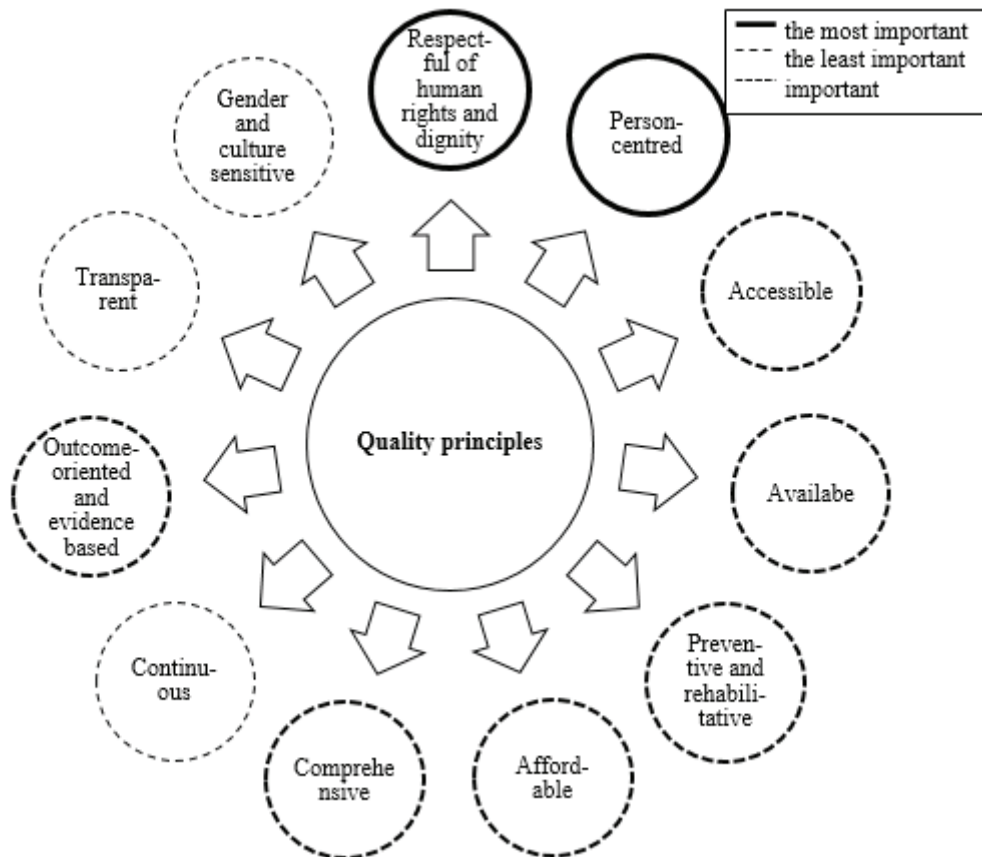 Respect-
ful of
human
rights and
dignity
Person-
centred
Accessible
Availabe
Preven-
tive and
rehabili-
tative
Afford-
able
Comprehe
nsive
Continu-
ous
Outcome-
oriented
and
evidence
based
Transpa-
rent
Gender
and
culture
sensitive
Quality principles
the most important
the least important
important